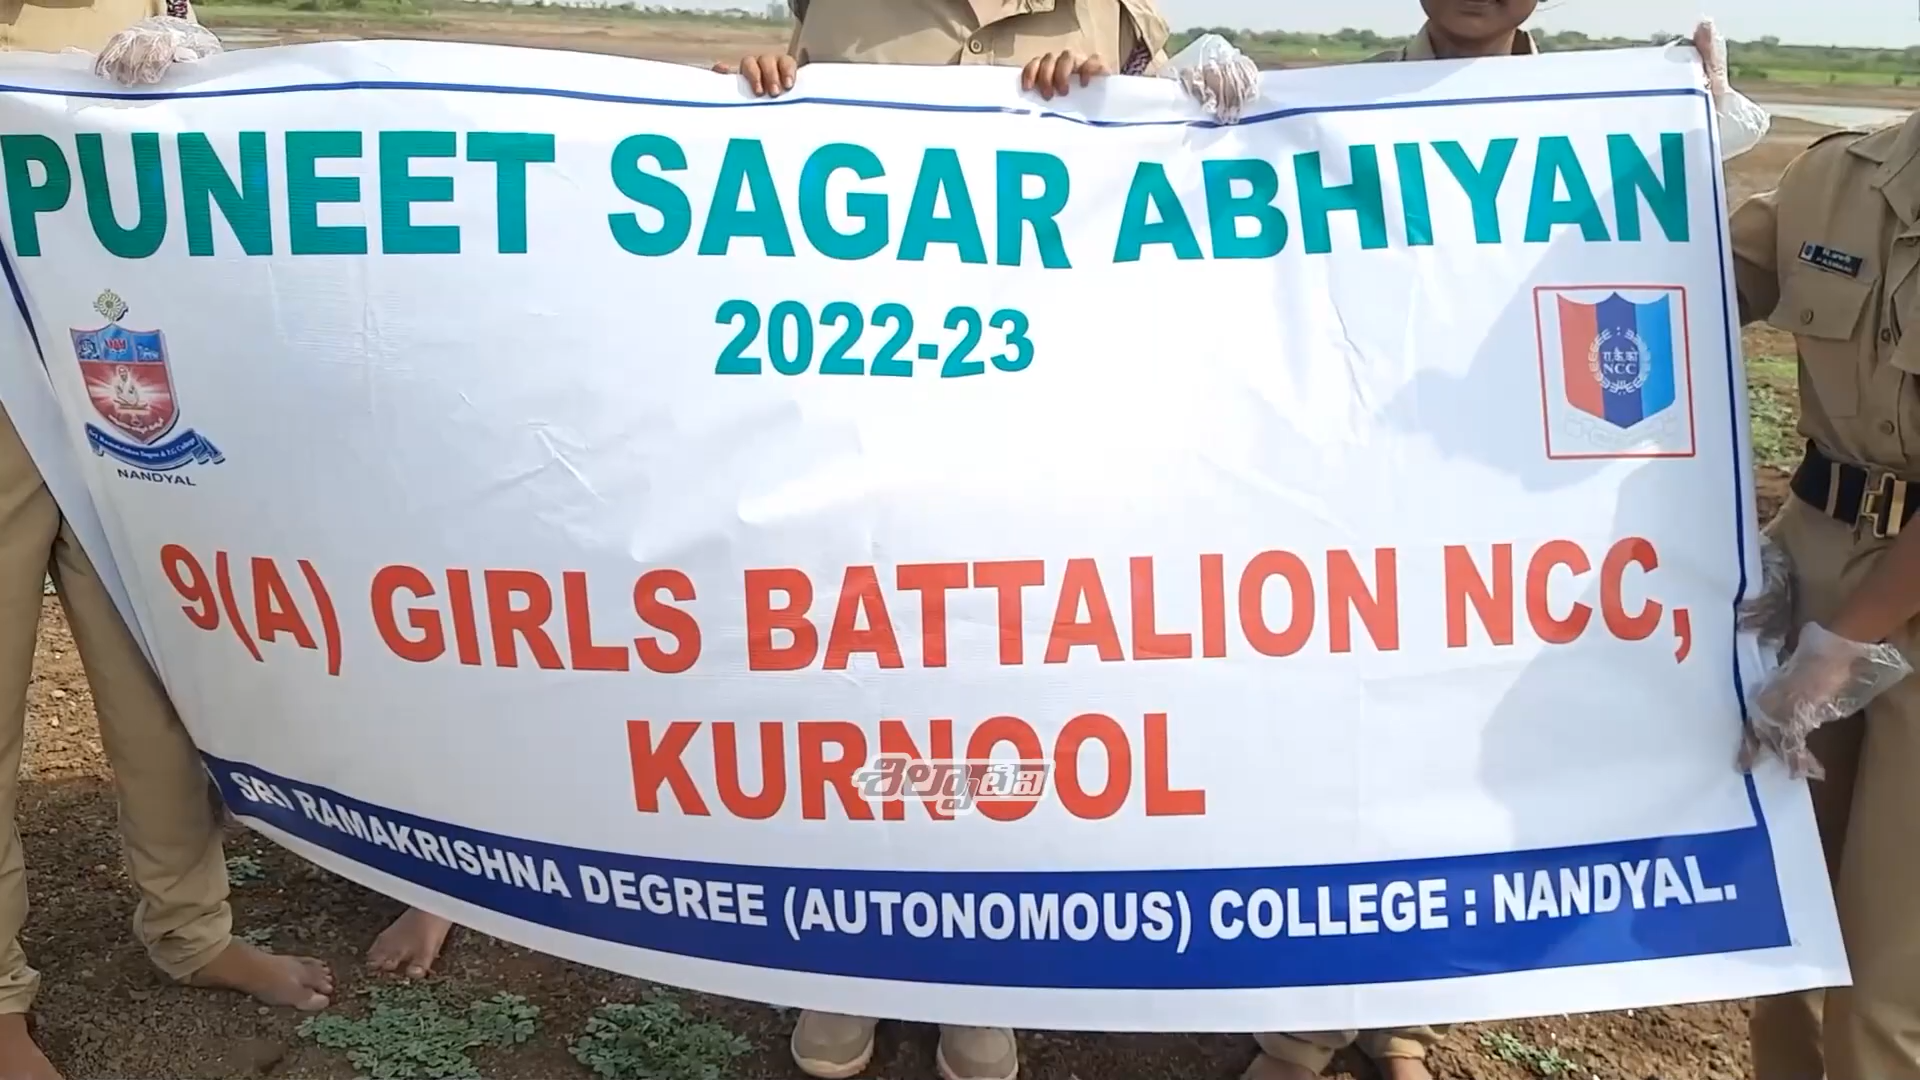 PUNEET SAGAR ABHIYAN
2022-23
NANDYAL
रा.कै.को
NCC
9(A) GIRLS BATTALION NCC,
KURNOOL
SRI RAMAKRISHNA DEGREE (AUTONOMOUS) COLLEGE : NANDYAL.